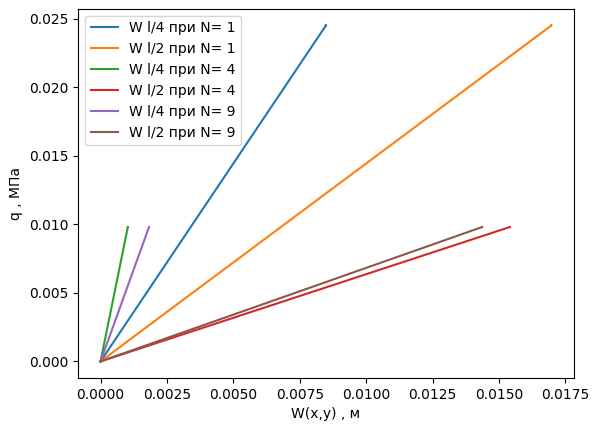 0.025
0.020
0.015
0.010
0.005
0.000
q , МПа
W l/4 при N= 1
W l/2 при N= 1
W l/4 при N= 4
W l/2 при N= 4
W l/4 при N= 9
W l/2 при N= 9
0.0000 0.0025 0.0050 0.0075 0.0100 0.0125 0.0150 0.0175
W(x,y) , м